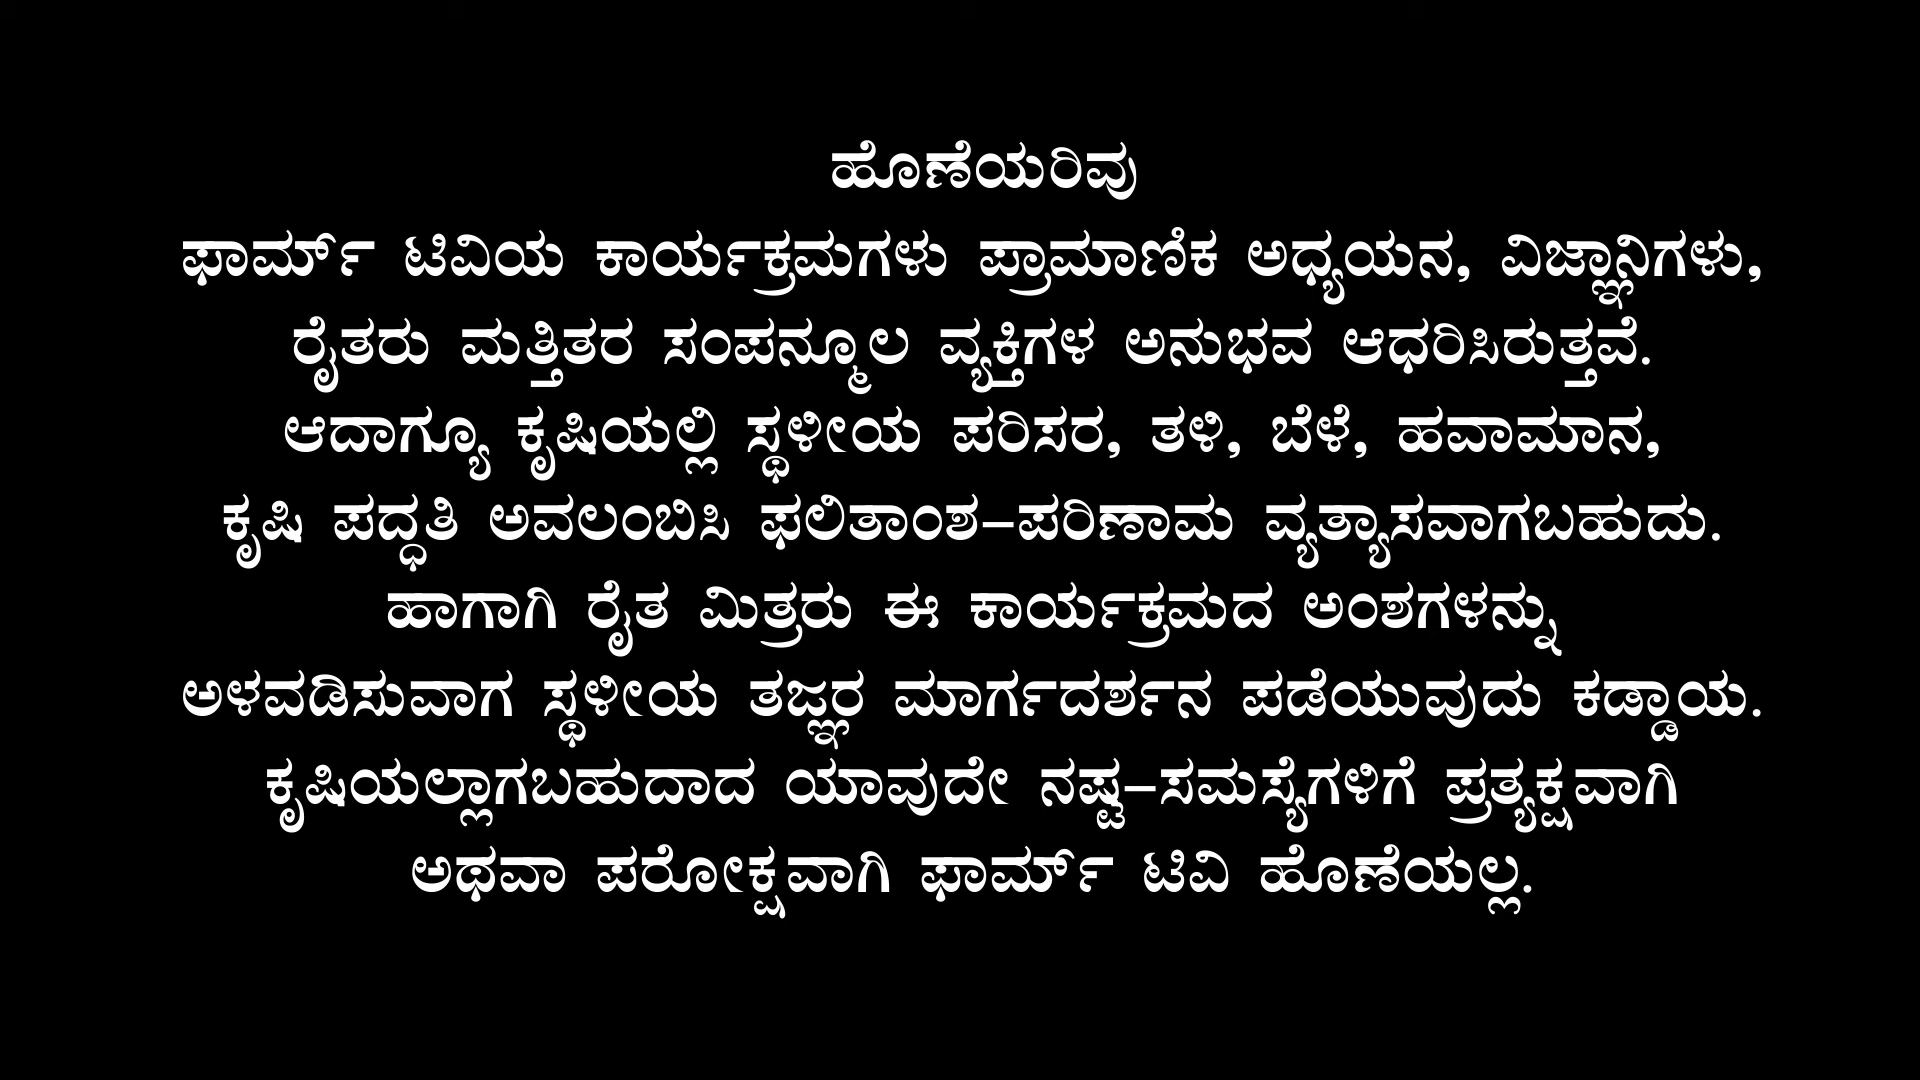 ಹೊಣೆಯರಿವು
ಫಾರ್ಮ್ ಟಿವಿಯ ಕಾರ್ಯಕ್ರಮಗಳು ಪ್ರಾಮಾಣಿಕ ಅಧ್ಯಯನ, ವಿಜ್ಞಾನಿಗಳು,
ರೈತರು ಮತ್ತಿತರ ಸಂಪನ್ಮೂಲ ವ್ಯಕ್ತಿಗಳ ಅನುಭವ ಆಧರಿಸಿರುತ್ತವೆ.
ಆದಾಗ್ಯೂ ಕೃಷಿಯಲ್ಲಿ ಸ್ಥಳೀಯ ಪರಿಸರ, ತಳಿ, ಬೆಳೆ, ಹವಾಮಾನ,
ಕೃಷಿ ಪದ್ಧತಿ ಅವಲಂಬಿಸಿ ಫಲಿತಾಂಶ–ಪರಿಣಾಮ ವ್ಯತ್ಯಾಸವಾಗಬಹುದು.
ಹಾಗಾಗಿ ರೈತ ಮಿತ್ರರು ಈ ಕಾರ್ಯಕ್ರಮದ ಅಂಶಗಳನ್ನು
ಅಳವಡಿಸುವಾಗ ಸ್ಥಳೀಯ ತಜ್ಞರ ಮಾರ್ಗದರ್ಶನ ಪಡೆಯುವುದು ಕಡ್ಡಾಯ.
ಕೃಷಿಯಲ್ಲಾಗಬಹುದಾದ ಯಾವುದೇ ನಷ್ಟ–ಸಮಸ್ಯೆಗಳಿಗೆ ಪ್ರತ್ಯಕ್ಷವಾಗಿ
ಅಥವಾ ಪರೋಕ್ಷವಾಗಿ ಫಾರ್ಮ್ ಟಿವಿ ಹೊಣೆಯಲ್ಲ.